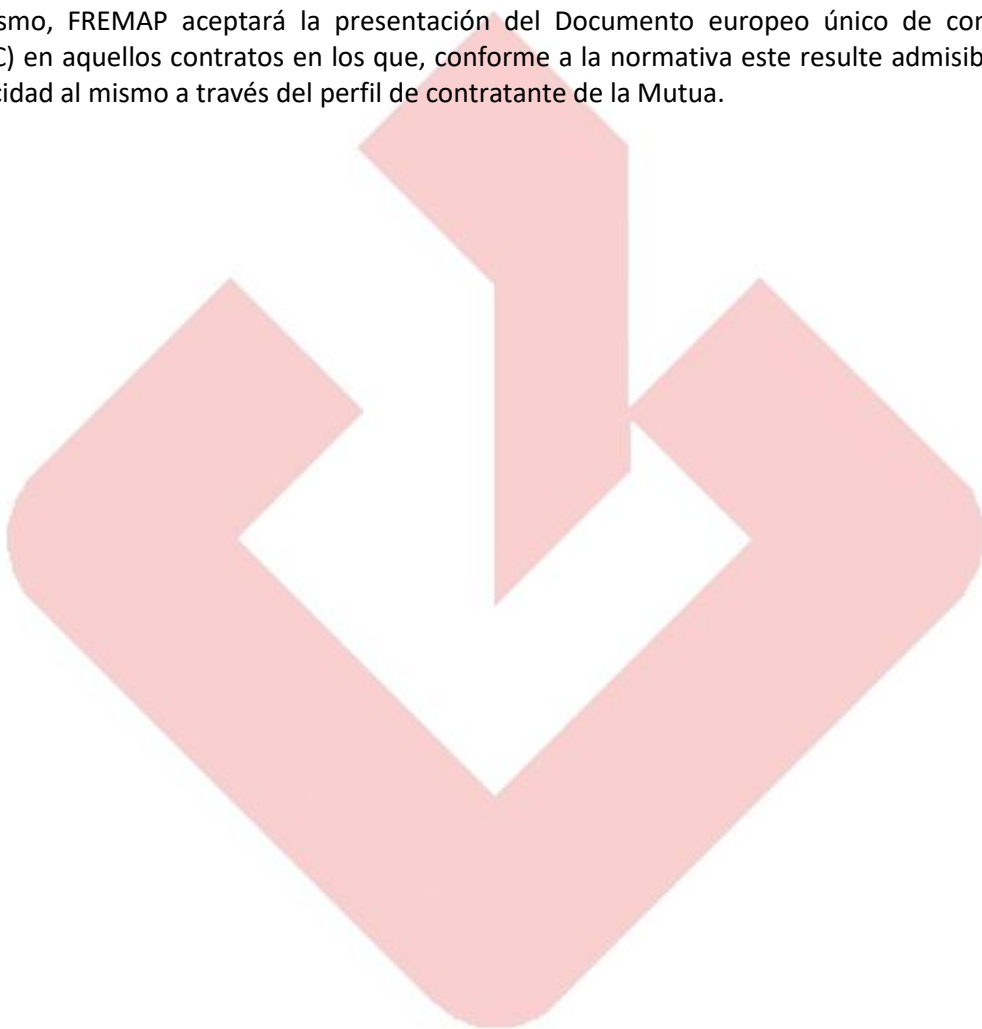 smo, FREMAP aceptará la presentación del Documento europeo único de con
C) en aquellos contratos en los que, conforme a la normativa este resulte admisib
cidad al mismo a través del perfil de contratante de la Mutua.